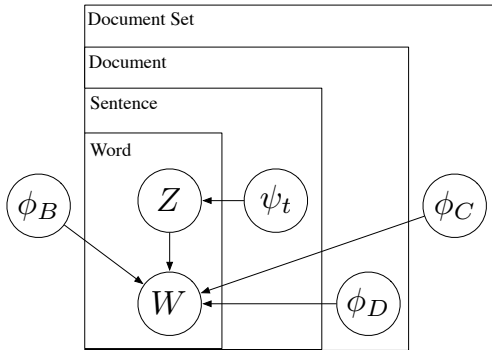 Document Set
Document
Sentence
Word
ϕ_B
Z
ψ_t
ϕ_C
W
ϕ_D